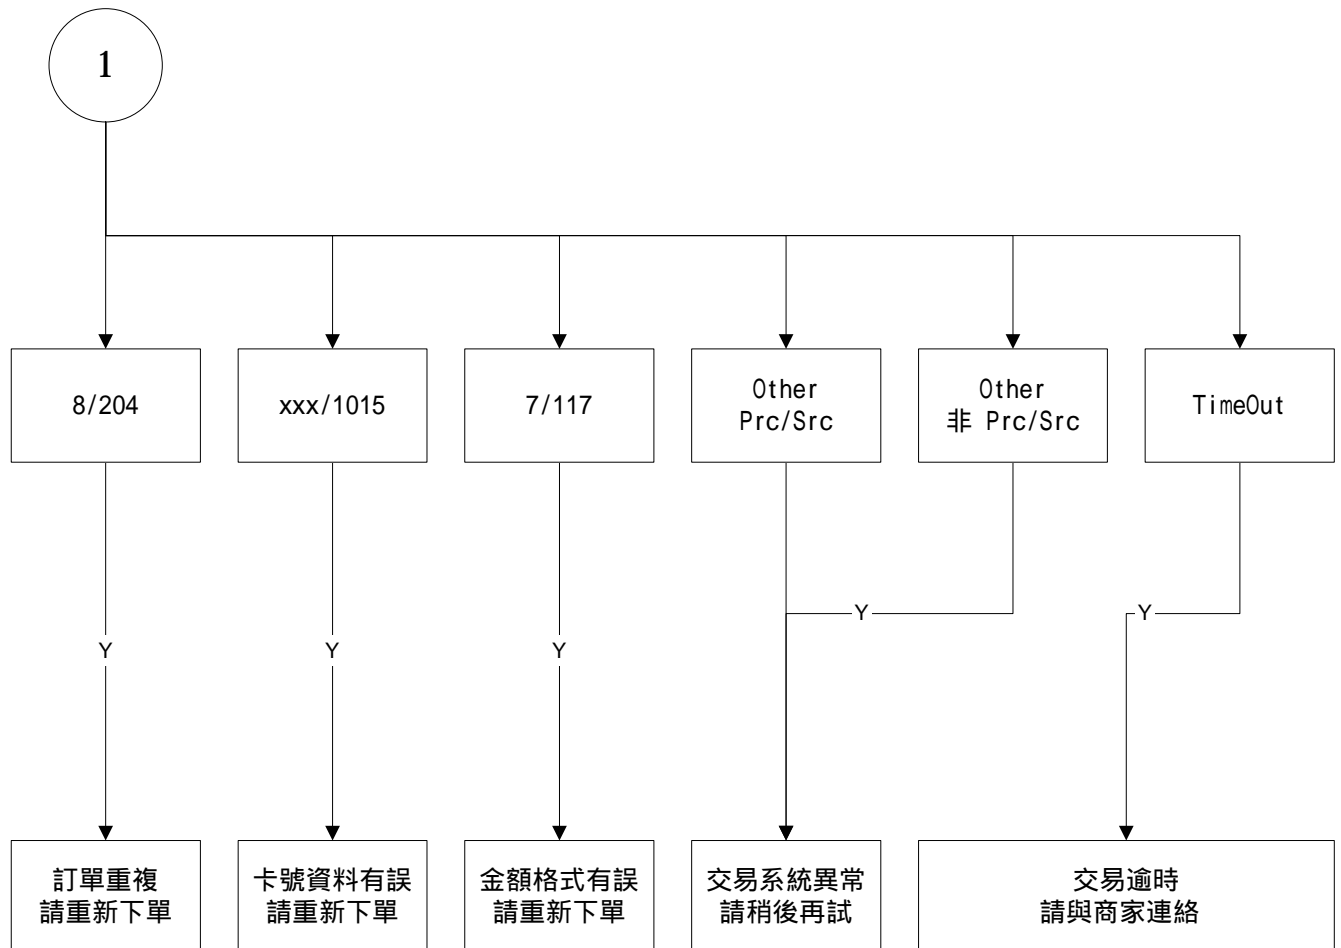 1
8/204
xxx/1015
7/117
Other
Prc/Src
Other
非 Prc/Src
TimeOut
Y
Y
Y
Y
Y
訂單重複
請重新下單
卡號資料有誤
請重新下單
金額格式有誤
請重新下單
交易系統異常
請稍後再試
交易逾時
請與商家連絡